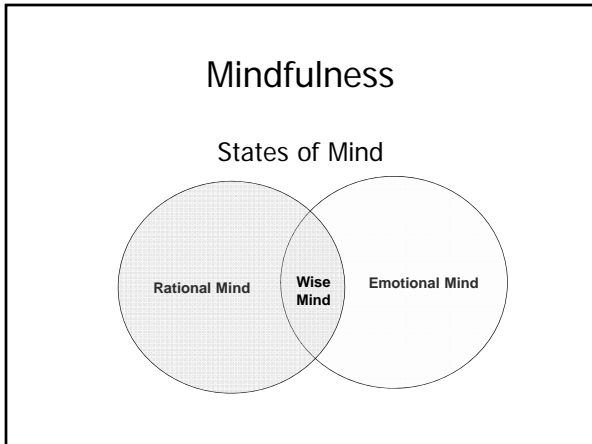 Mindfulness
States of Mind
Rational Mind
Wise
Mind
Emotional Mind